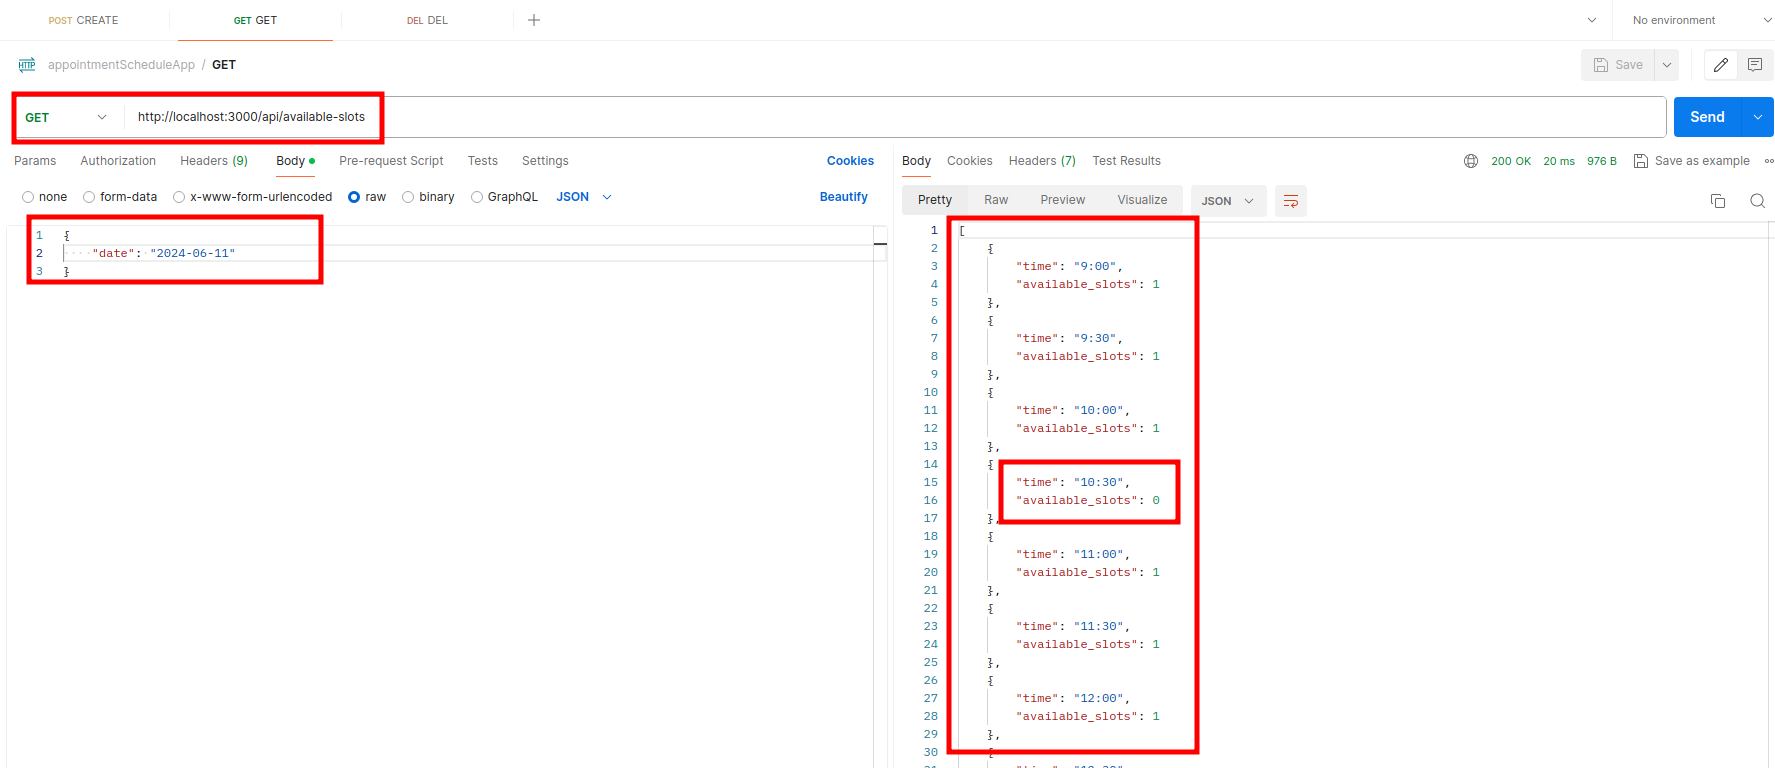 POST CREATE
GET GET
DEL DEL
No environment
HTTP appointmentScheduleApp / GET
Save
GET http://localhost:3000/api/available-slots
Send
Params Authorization Headers (9) Body Pre-request Script Tests Settings Cookies
none form-data x-www-form-urlencoded raw binary GraphQL JSON Beautify
1 {
2 "date": "2024-06-11"
3 }
Body Cookies Headers (7) Test Results 200 OK 20 ms 976 B Save as example
Pretty Raw Preview Visualize JSON
1 [
2 {
3 "time": "9:00",
4 "available_slots": 1
5 },
6 {
7 "time": "9:30",
8 "available_slots": 1
9 },
10 {
11 "time": "10:00",
12 "available_slots": 1
13 },
14 {
15 "time": "10:30",
16 "available_slots": 0
17 },
18 {
19 "time": "11:00",
20 "available_slots": 1
21 },
22 {
23 "time": "11:30",
24 "available_slots": 1
25 },
26 {
27 "time": "12:00",
28 "available_slots": 1
29 },
30 {